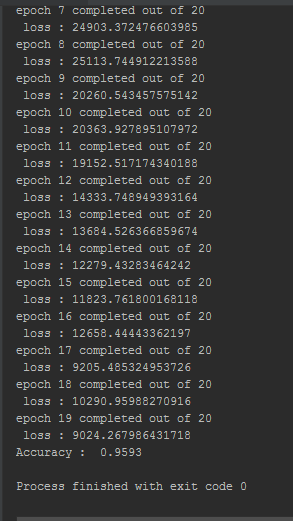 epoch 7 completed out of 20
loss : 24903.372476603985
epoch 8 completed out of 20
loss : 25113.744912213588
epoch 9 completed out of 20
loss : 20260.543457575142
epoch 10 completed out of 20
loss : 20363.927895107972
epoch 11 completed out of 20
loss : 19152.517174340188
epoch 12 completed out of 20
loss : 14333.748949393164
epoch 13 completed out of 20
loss : 13684.526366859674
epoch 14 completed out of 20
loss : 12279.43283464242
epoch 15 completed out of 20
loss : 11823.761800168118
epoch 16 completed out of 20
loss : 12658.44443362197
epoch 17 completed out of 20
loss : 9205.485324953726
epoch 18 completed out of 20
loss : 10290.95988270916
epoch 19 completed out of 20
loss : 9024.267986431718
Accuracy :  0.9593
Process finished with exit code 0